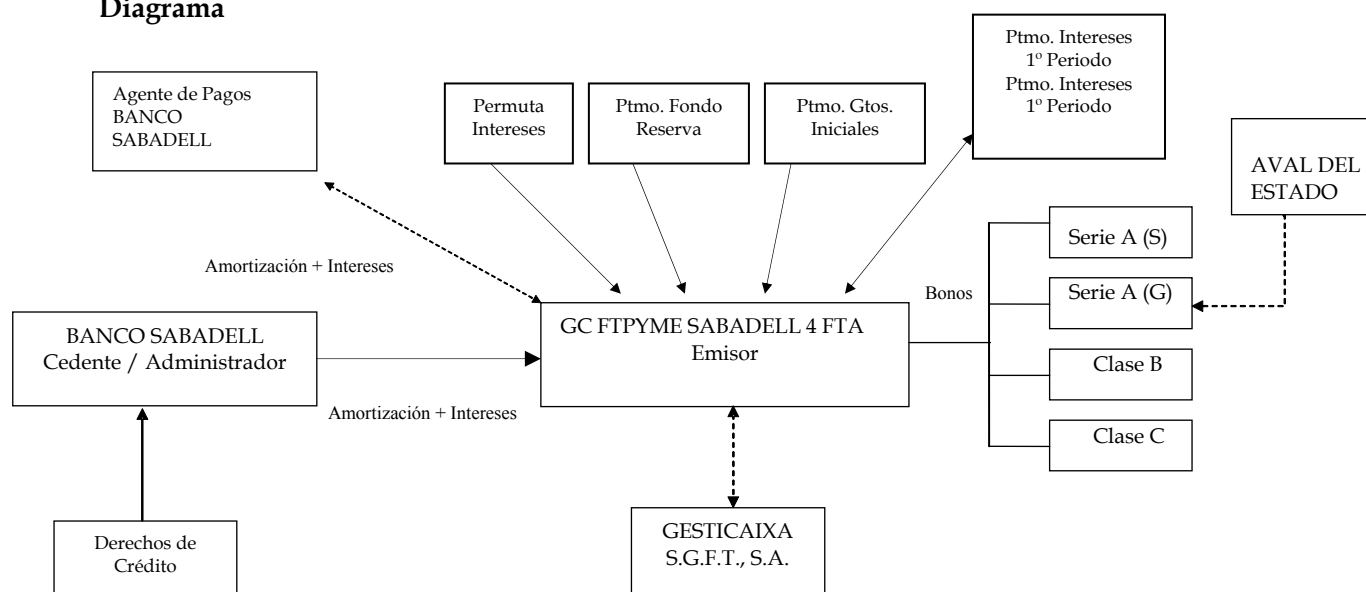 Diagrama
Ptmo. Intereses
1º Periodo
Ptmo. Intereses
1º Periodo
Agente de Pagos
BANCO
SABADELL
Permuta
Intereses
Ptmo. Fondo
Reserva
Ptmo. Gtos.
Iniciales
AVAL DEL
ESTADO
Serie A (S)
Amortización + Intereses
Bonos
Serie A (G)
BANCO SABADELL
Cedente / Administrador
GC FTPYME SABADELL 4 FTA
Emisor
Clase B
Amortización + Intereses
Clase C
Derechos de
Crédito
GESTICAIXA
S.G.F.T., S.A.